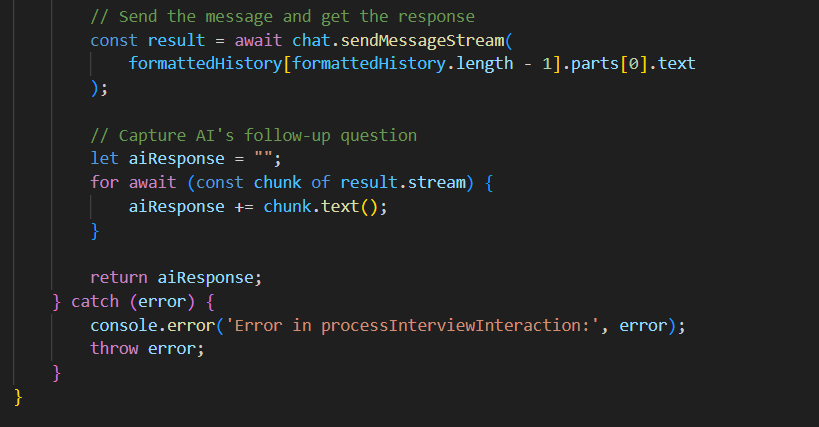 // Send the message and get the response
const result = await chat.sendMessageStream(
formattedHistory[formattedHistory.length - 1].parts[0].text
);
// Capture AI's follow-up question
let aiResponse = "";
for await (const chunk of result.stream) {
aiResponse += chunk.text();
}
return aiResponse;
} catch (error) {
console.error('Error in processInterviewInteraction:', error);
throw error;
}
}